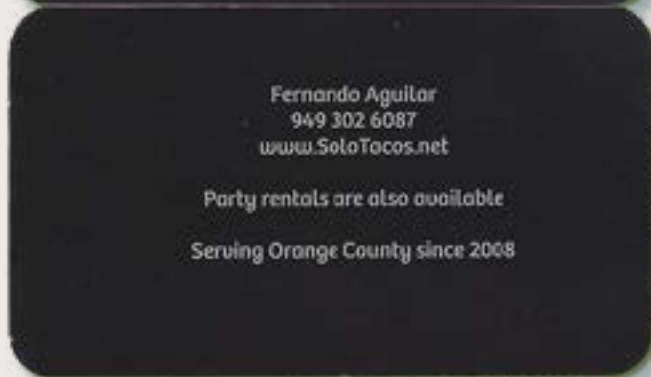 Fernando Aguilar
949 302 6087
www.SoloTacos.net
Party rentals are also available
Serving Orange County since 2008